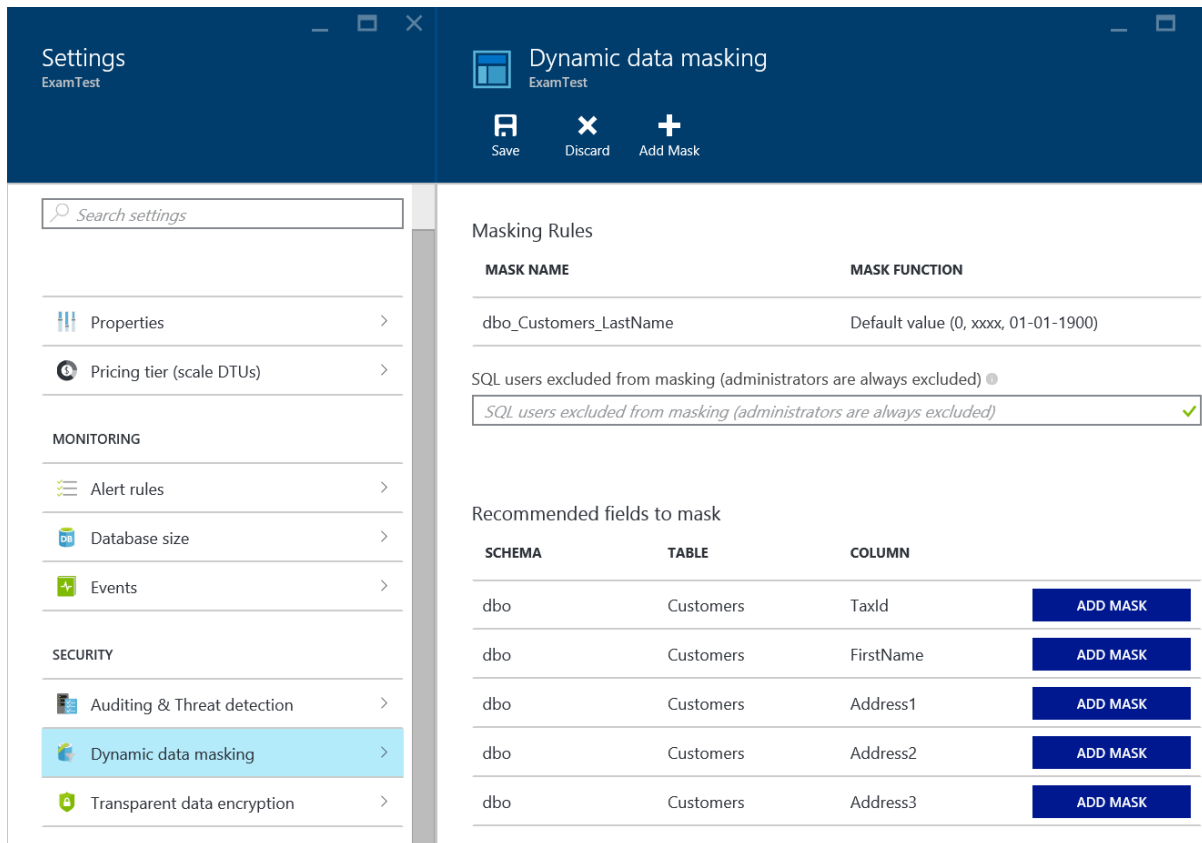 Settings
ExamTest
Search settings
Properties
Pricing tier (scale DTUs)
MONITORING
Alert rules
Database size
Events
SECURITY
Auditing & Threat detection
Dynamic data masking
Transparent data encryption
Dynamic data masking
ExamTest
Save Discard Add Mask
Masking Rules
MASK NAME MASK FUNCTION
dbo_Customers_LastName Default value (0, xxxx, 01-01-1900)
SQL users excluded from masking (administrators are always excluded)
SQL users excluded from masking (administrators are always excluded)
Recommended fields to mask
SCHEMA TABLE COLUMN
dbo Customers TaxId ADD MASK
dbo Customers FirstName ADD MASK
dbo Customers Address1 ADD MASK
dbo Customers Address2 ADD MASK
dbo Customers Address3 ADD MASK